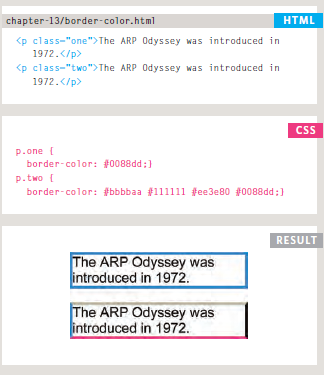 chapter-13/border-color.html
HTML
<p class="one">The ARP Odyssey was introduced in
1972.</p>
<p class="two">The ARP Odyssey was introduced in
1972.</p>
CSS
p.one {
border-color: #0088dd;}
p.two {
border-color: #bbbbaa #111111 #ee3e80 #0088dd;}
RESULT
The ARP Odyssey was
introduced in 1972.
The ARP Odyssey was
introduced in 1972.